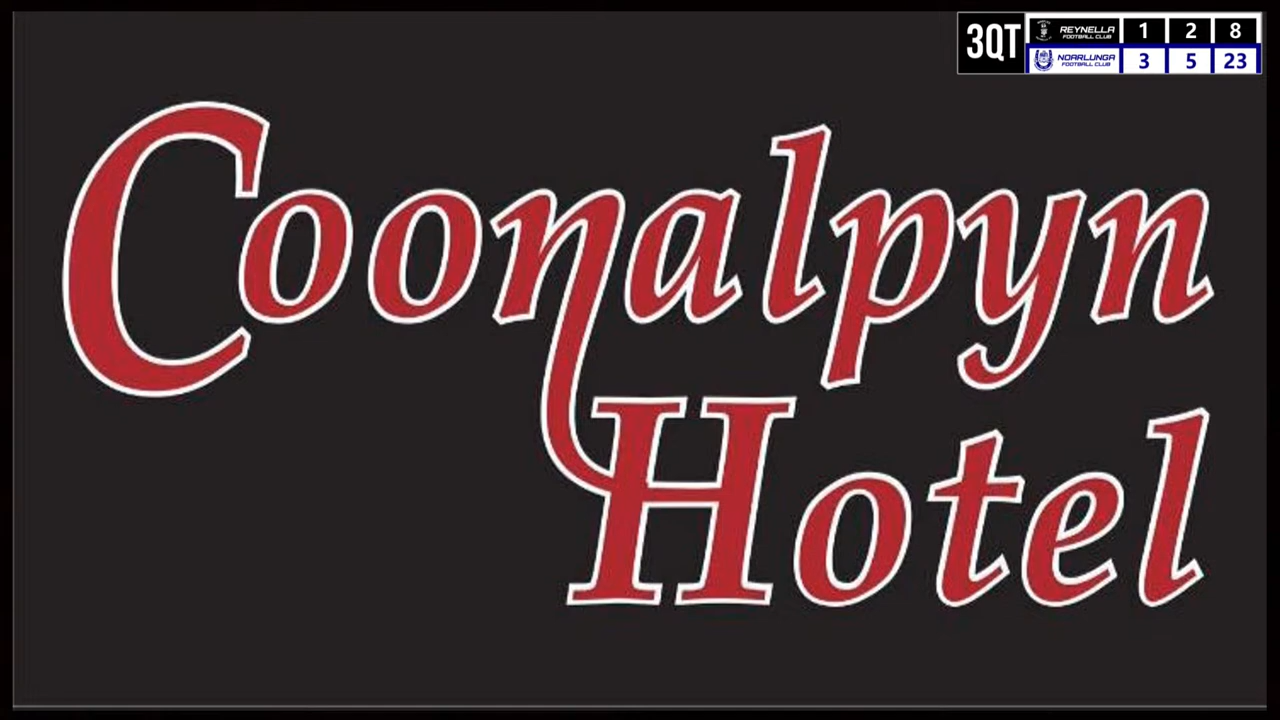 3QT
REYNELLA 1 2 8
FOOTBALL CLUB
NOARLUNGA 3 5 23
FOOTBALL CLUB
Coonalpyn
Hotel